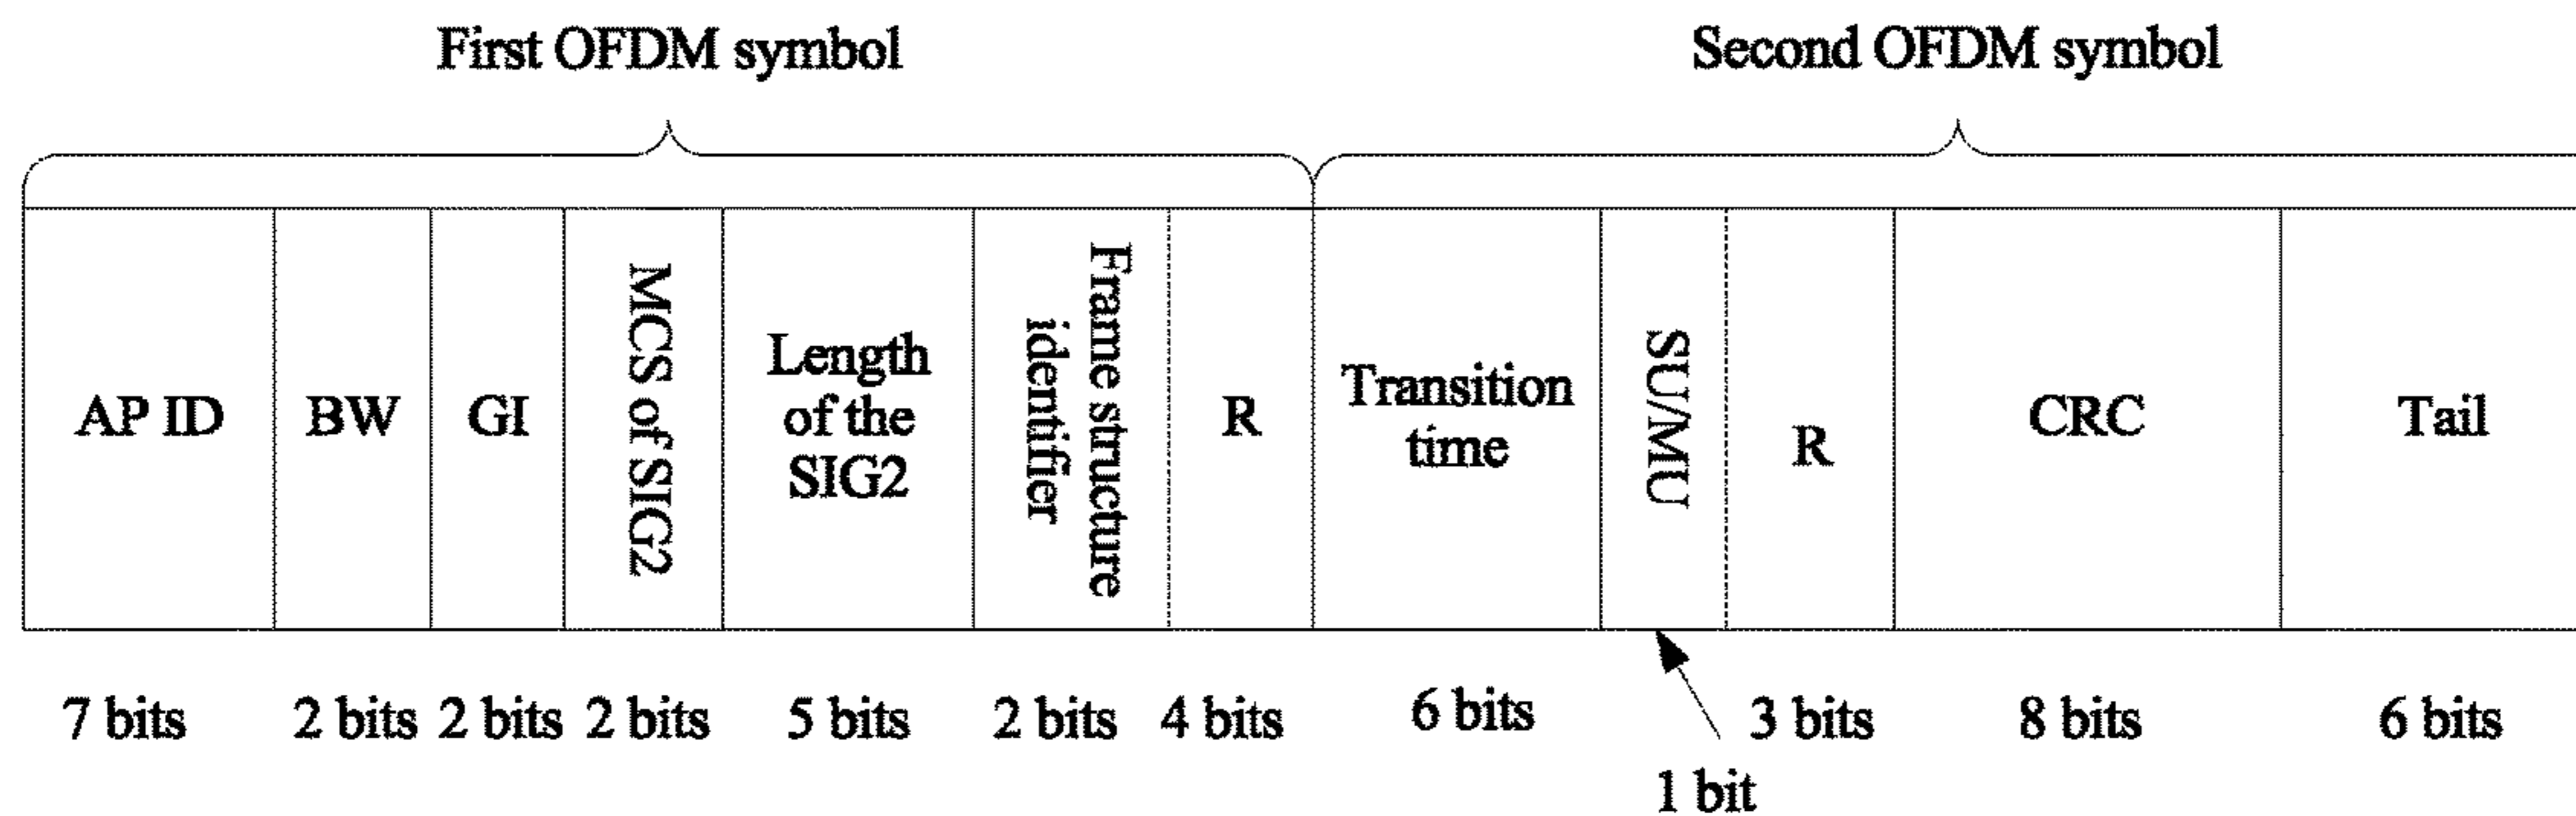 First OFDM symbol
Second OFDM symbol
AP ID
BW
GI
MCS of SIG2
Length
of the
SIG2
Frame structure
identifier
R
Transition
time
SU/MU
R
CRC
Tail
7 bits
2 bits
2 bits
2 bits
5 bits
2 bits
4 bits
6 bits
1 bit
3 bits
8 bits
6 bits